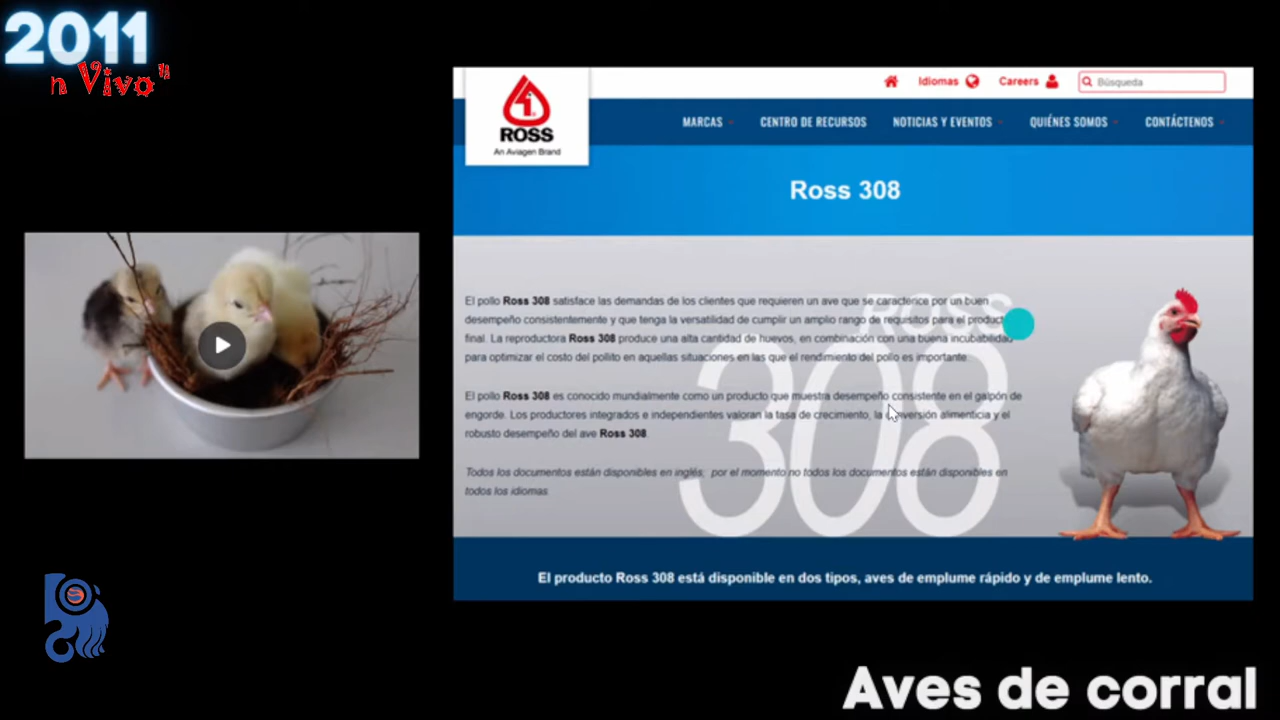 2011
n Vivo"
ROSS
An Aviagen Brand
Idiomas
Careers
Búsqueda
MARCAS
CENTRO DE RECURSOS
NOTICIAS Y EVENTOS
QUIÉNES SOMOS
CONTÁCTENOS
Ross 308
El pollo Ross 308 satisface las demandas de los clientes que requieren un ave que se caracterice por un buen
desempeño consistentemente y que tenga la versatilidad de cumplir un amplio rango de requisitos para el product
final. La reproductora Ross 308 produce una alta cantidad de huevos, en combinación con una buena incubabilidad
para optimizar el costo del pollito en aquellas situaciones en las que el rendimiento del pollo es importante.
El pollo Ross 308 es conocido mundialmente como un producto que muestra desempeño consistente en el galpón de
engorde. Los productores integrados e independientes valoran la tasa de crecimiento, la conversión alimenticia y el
robusto desempeño del ave Ross 308.
Todos los documentos están disponibles en inglés; por el momento no todos los documentos están disponibles en
todos los idiomas
ROSS
308
El producto Ross 308 está disponible en dos tipos, aves de emplume rápido y de emplume lento.
Aves de corral